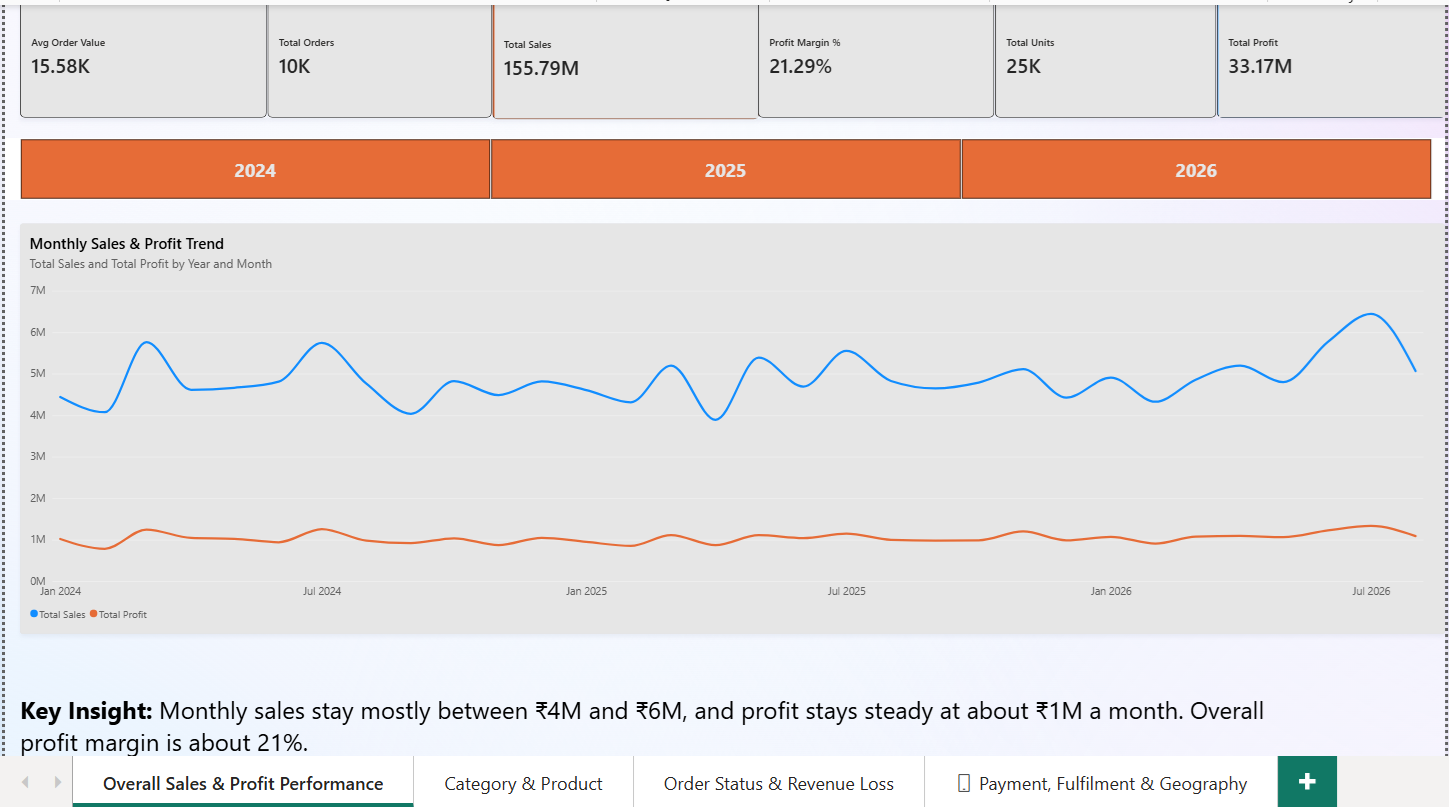 Avg Order Value
15.58K
Total Orders
10K
Total Sales
155.79M
Profit Margin %
21.29%
Total Units
25K
Total Profit
33.17M
2024
2025
2026
Monthly Sales & Profit Trend
Total Sales and Total Profit by Year and Month
7M
6M
5M
4M
3M
2M
1M
0M
Jan 2024
Jul 2024
Jan 2025
Jul 2025
Jan 2026
Jul 2026
Total Sales
Total Profit
Key Insight: Monthly sales stay mostly between ₹4M and ₹6M, and profit stays steady at about ₹1M a month. Overall
profit margin is about 21%.
Overall Sales & Profit Performance
Category & Product
Order Status & Revenue Loss
Payment, Fulfilment & Geography